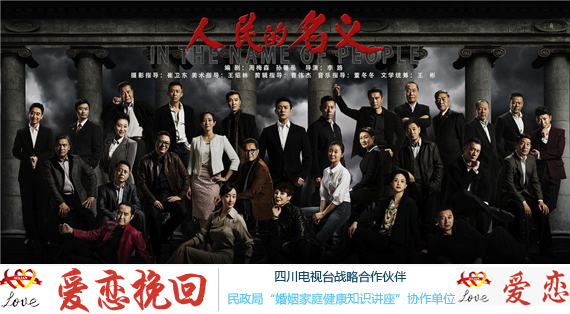 人民的名义
IN THE NAME OF PEOPLE
编剧：周梅森 孙馨岳 导演：李路
摄影指导：崔卫东 美术指导：王绍林 剪辑指导：曹伟杰 音乐指导：董冬冬 文学统筹：王 彬
Love
爱恋挽回
四川电视台战略合作伙伴
民政局“婚姻家庭健康知识讲座”协作单位
Love
爱恋